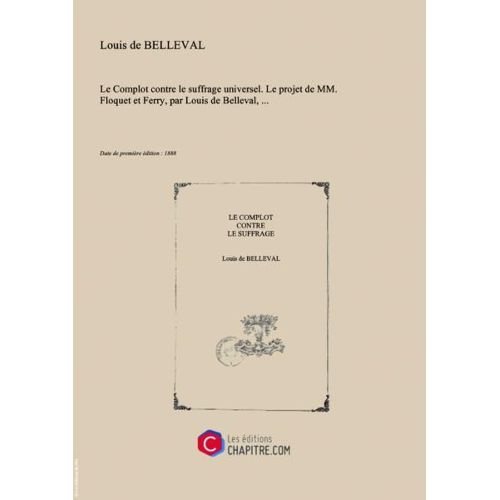 Louis de BELLEVAL
Le Complot contre le suffrage universel. Le projet de MM.
Floquet et Ferry, par Louis de Belleval, ...
Date de première édition : 1888
LE COMPLOT
CONTRE
LE SUFFRAGE
Louis de BELLEVAL
C
Les éditions
CHAPITRE.COM